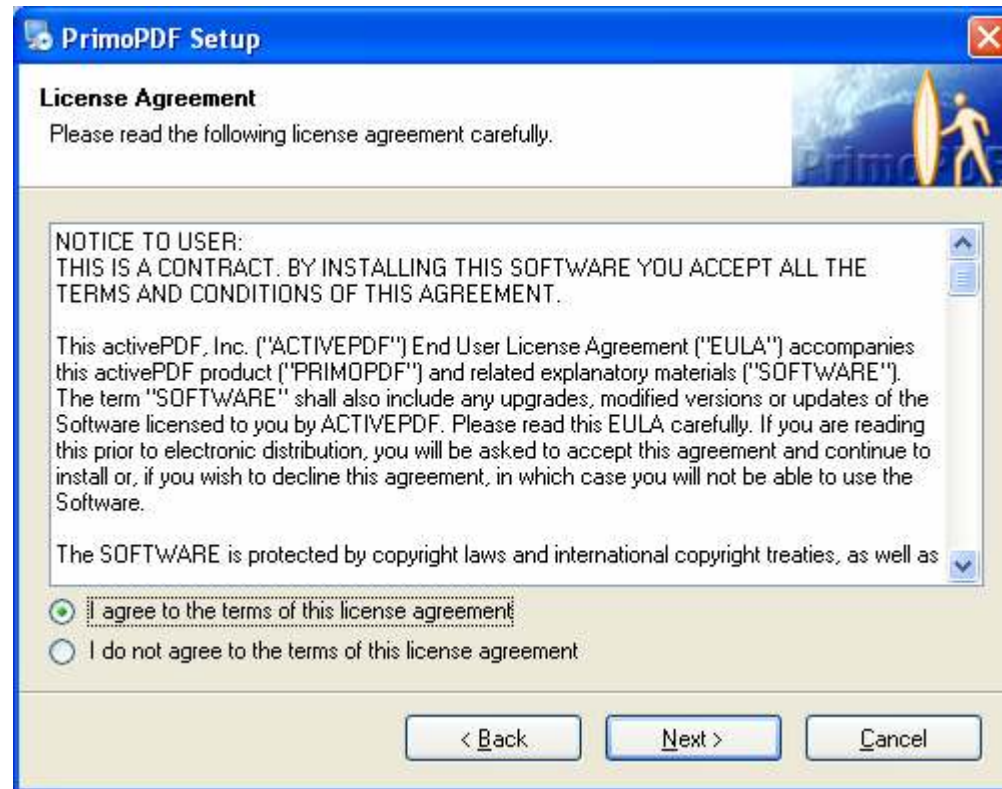 PrimoPDF Setup
License Agreement
Please read the following license agreement carefully.
PrimoPDF
NOTICE TO USER:
THIS IS A CONTRACT. BY INSTALLING THIS SOFTWARE YOU ACCEPT ALL THE
TERMS AND CONDITIONS OF THIS AGREEMENT.
This activePDF, Inc. ("ACTIVEPDF") End User License Agreement ("EULA") accompanies
this activePDF product ("PRIMOPDF") and related explanatory materials ("SOFTWARE").
The term "SOFTWARE" shall also include any upgrades, modified versions or updates of the
Software licensed to you by ACTIVEPDF. Please read this EULA carefully. If you are reading
this prior to electronic distribution, you will be asked to accept this agreement and continue to
install or, if you wish to decline this agreement, in which case you will not be able to use the
Software.
The SOFTWARE is protected by copyright laws and international copyright treaties, as well as
I agree to the terms of this license agreement
I do not agree to the terms of this license agreement
< Back
Next >
Cancel